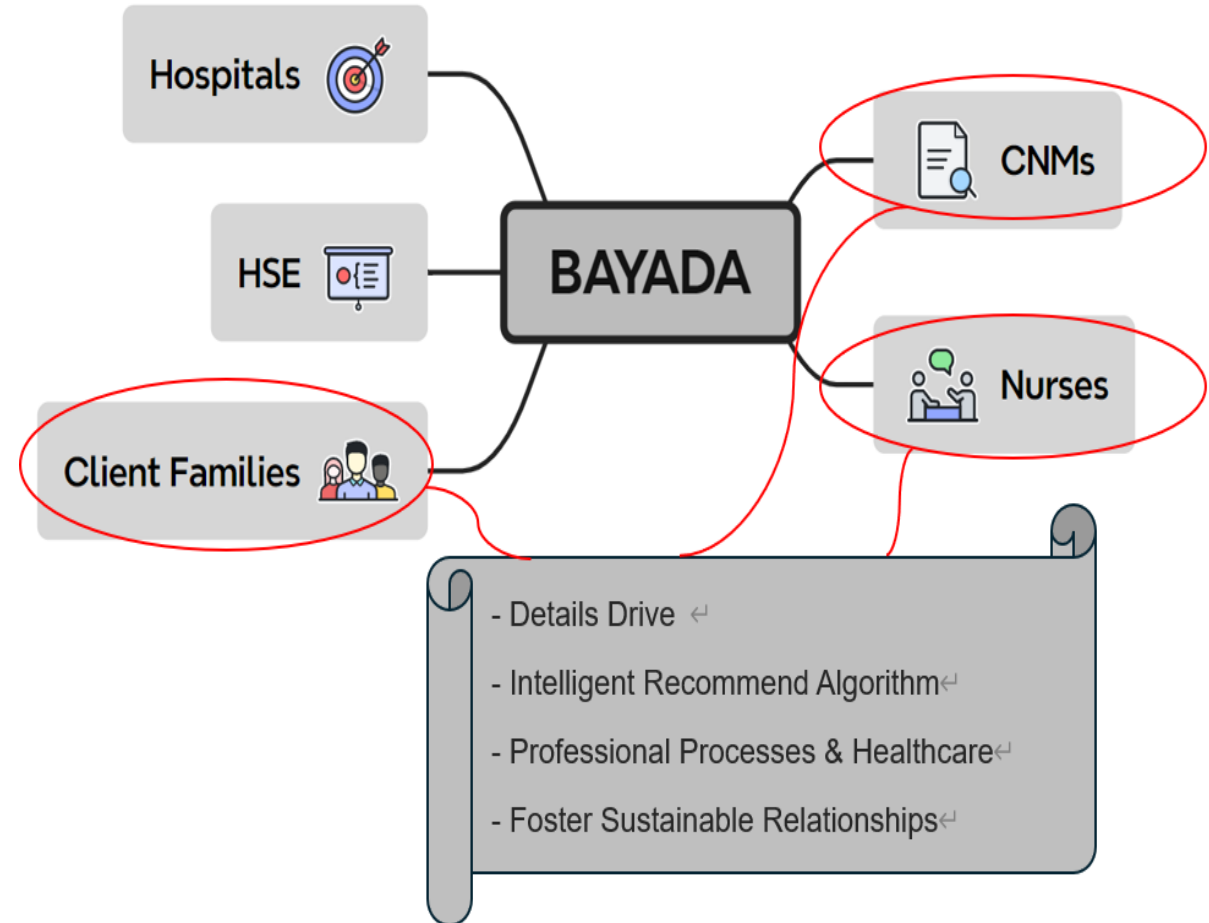 Hospitals
HSE
Client Families
BAYADA
CNMs
Nurses
- Details Drive ↵
- Intelligent Recommend Algorithm↵
- Professional Processes & Healthcare↵
- Foster Sustainable Relationships↵